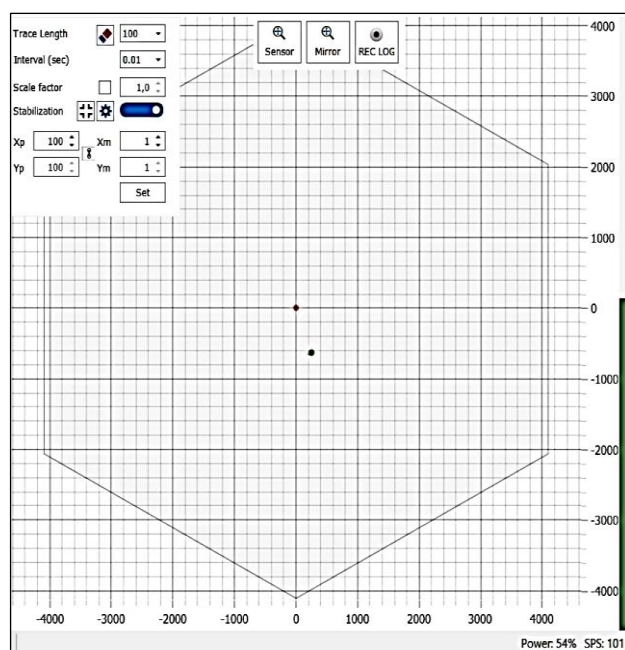 Trace Length 100
Interval (sec) 0.01
Scale factor 1,0
Stabilization
Xp 100 Xm 1
Yp 100 Ym 1
Set
Sensor Mirror REC LOG
4000
3000
2000
1000
0
-1000
-2000
-3000
-4000
-4000 -3000 -2000 -1000 0 1000 2000 3000 4000
Power: 54% SPS: 101